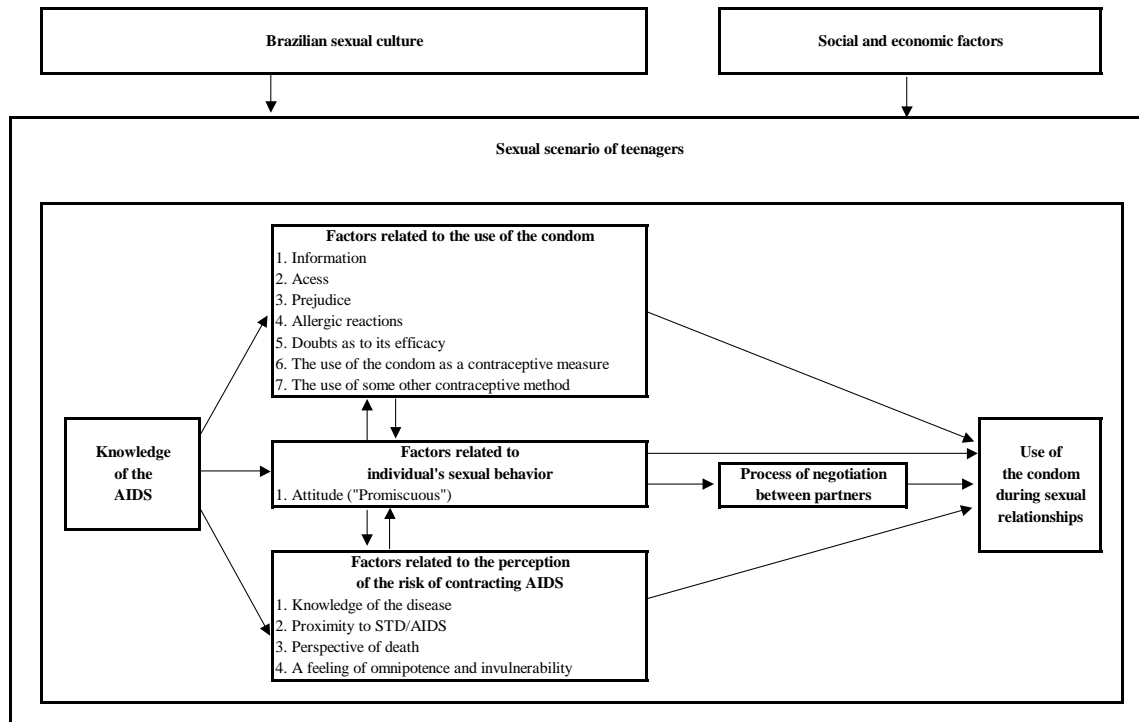 Brazilian sexual culture
Social and economic factors
Sexual scenario of teenagers
Factors related to the use of the condom
1. Information
2. Acess
3. Prejudice
4. Allergic reactions
5. Doubts as to its efficacy
6. The use of the condom as a contraceptive measure
7. The use of some other contraceptive method
Knowledge
of the
AIDS
Factors related to
individual's sexual behavior
1. Attitude ("Promiscuous")
Process of negotiation
between partners
Use of
the condom
during sexual
relationships
Factors related to the perception
of the risk of contracting AIDS
1. Knowledge of the disease
2. Proximity to STD/AIDS
3. Perspective of death
4. A feeling of omnipotence and invulnerability